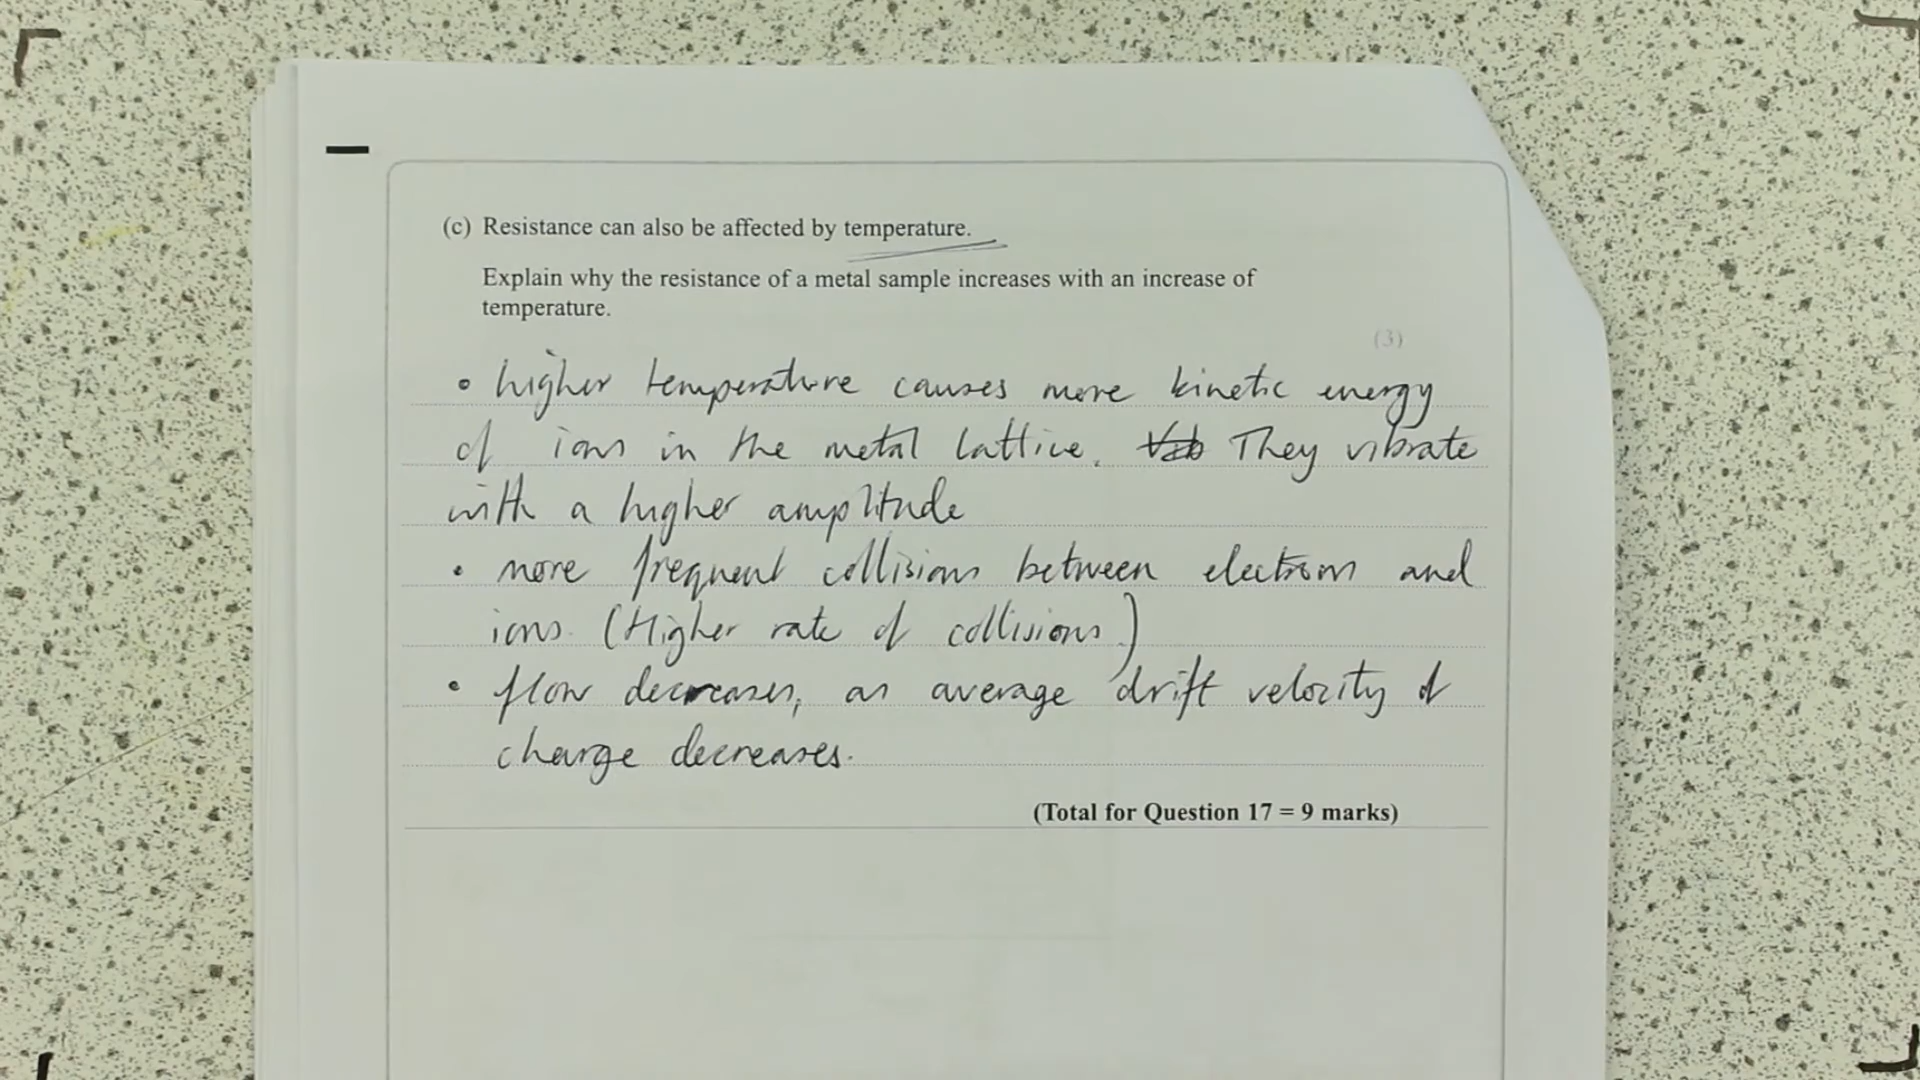 (c) Resistance can also be affected by temperature.
Explain why the resistance of a metal sample increases with an increase of
temperature.
(3)
• higher temperature causes more kinetic energy
of ions in the metal lattice. Vib They vibrate
with a higher amplitude
• more frequent collisions between electrons and
ions. (Higher rate of collisions.)
• flow decreases, as average drift velocity of
charge decreases.
(Total for Question 17 = 9 marks)